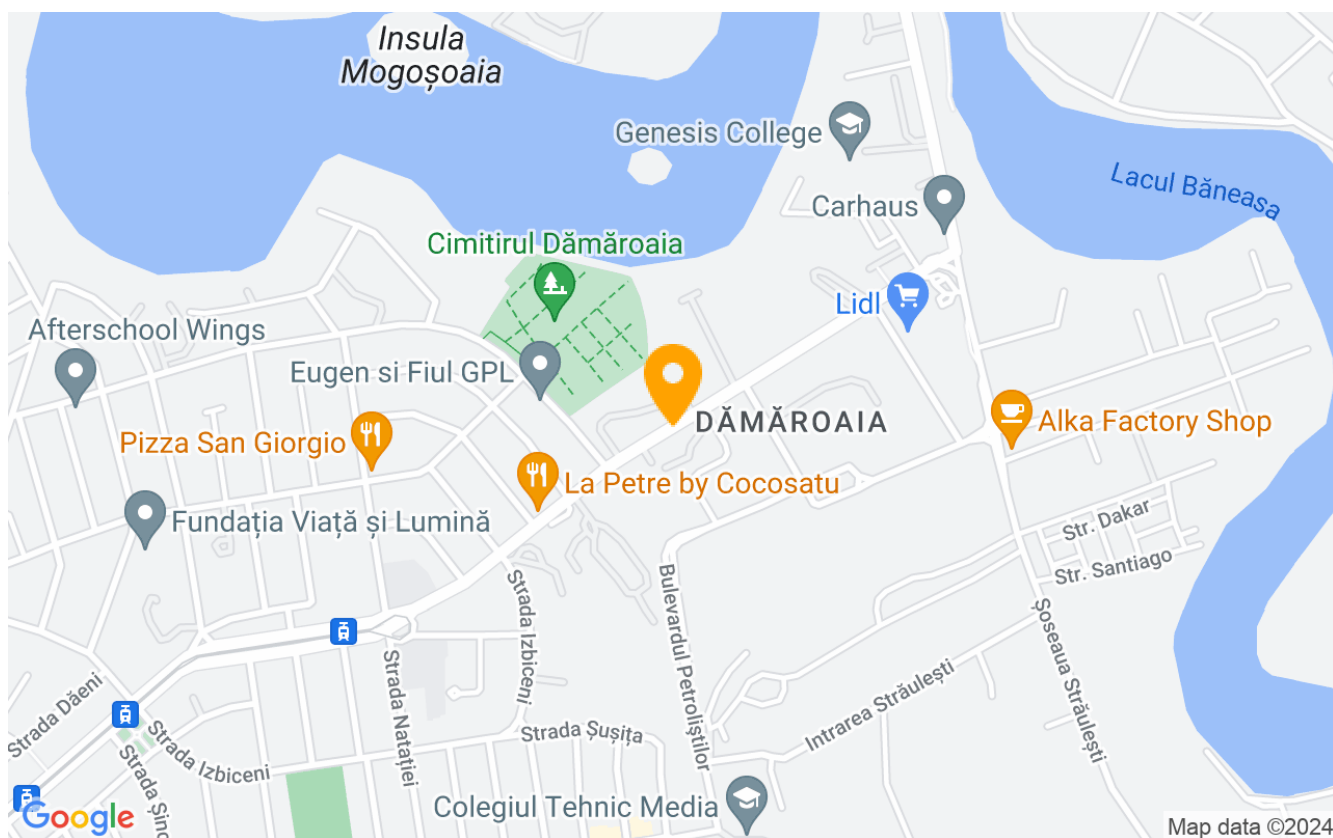 Insula
Mogoșoaia
Genesis College
Lacul Băneasa
Carhaus
Cimitirul Dămăroaia
Lidl
Afterschool Wings
Eugen si Fiul GPL
DĂMĂROAIA
Alka Factory Shop
Pizza San Giorgio
La Petre by Cocosatu
Fundația Viață și Lumină
Str. Dakar
Str. Santiago
Strada Izbiceni
Bulevardul Petroliștilor
Șoseaua Străulești
Strada Natației
Intrarea Străulești
Strada Dăeni
Strada Sușița
Strada Izbiceni
Strada Șinc
Colegiul Tehnic Media
Google
Map data ©2024